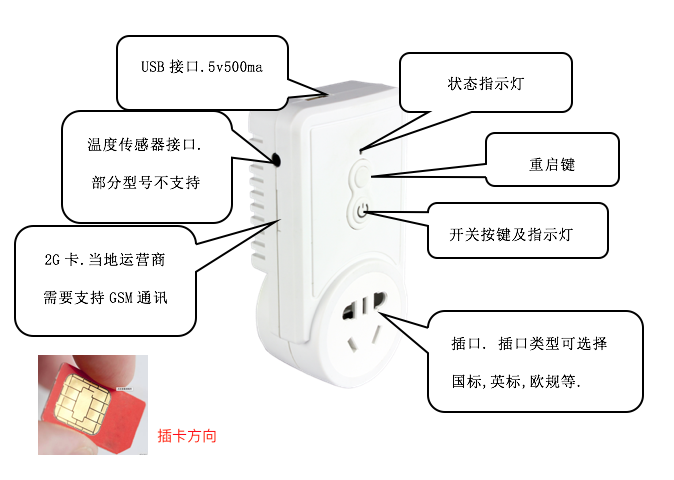 USB 接口.5v500ma
状态指示灯
温度传感器接口.
部分型号不支持
重启键
开关按键及指示灯
2G 卡.当地运营商
需要支持 GSM 通讯
插口. 插口类型可选择
国标,英标,欧规等.
插卡方向